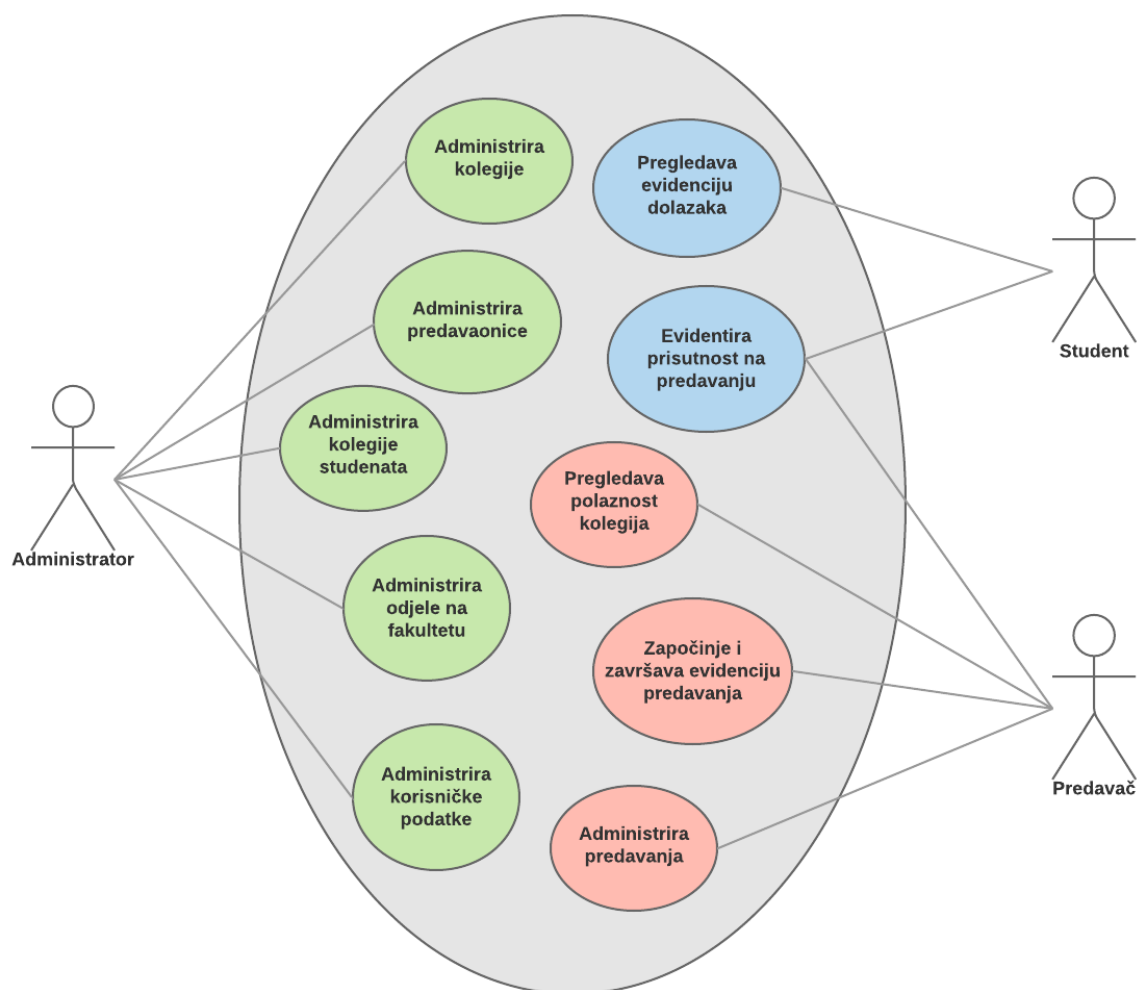 Administrira
kolegije
Pregledava
evidenciju
dolazaka
Administrira
predavaonice
Evidentira
prisutnost na
predavanju
Student
Administrira
kolegije
studenata
Pregledava
polaznost
kolegija
Administrator
Administrira
odjele na
fakultetu
Započinje i
završava evidenciju
predavanja
Administrira
korisničke
podatke
Predavač
Administrira
predavanja